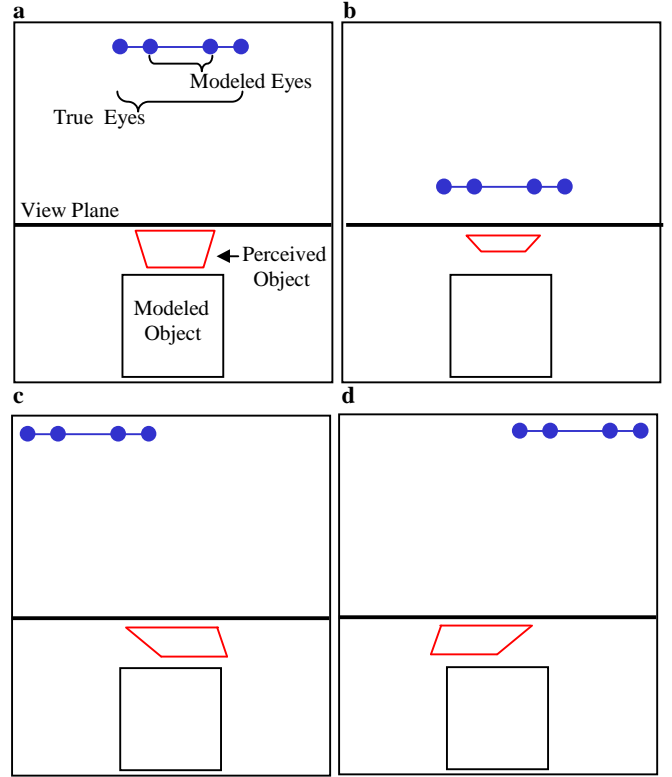 a
b
Modeled Eyes
True Eyes
View Plane
Perceived
Object
Modeled
Object
c
d